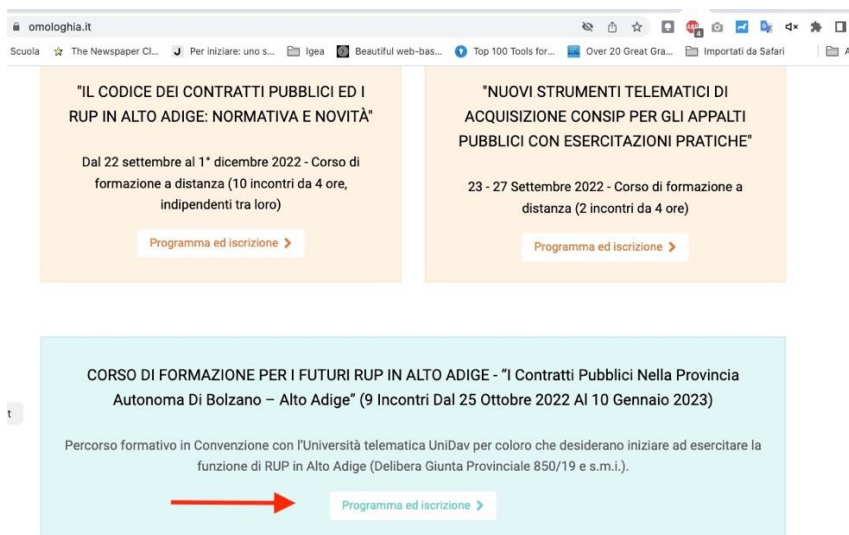 omologhia.it
Scuola
The Newspaper Cl...
Per iniziare: uno s...
Igea
Beautiful web-bas...
Top 100 Tools for...
Over 20 Great Gra...
Importati da Safari
A
"IL CODICE DEI CONTRATTI PUBBLICI ED I
RUP IN ALTO ADIGE: NORMATIVA E NOVITÀ"
Dal 22 settembre al 1° dicembre 2022 - Corso di
formazione a distanza (10 incontri da 4 ore,
indipendenti tra loro)
Programma ed iscrizione
"NUOVI STRUMENTI TELEMATICI DI
ACQUISIZIONE CONSIP PER GLI APPALTI
PUBBLICI CON ESERCITAZIONI PRATICHE"
23 - 27 Settembre 2022 - Corso di formazione a
distanza (2 incontri da 4 ore)
Programma ed iscrizione
CORSO DI FORMAZIONE PER I FUTURI RUP IN ALTO ADIGE - “I Contratti Pubblici Nella Provincia
Autonoma Di Bolzano – Alto Adige” (9 Incontri Dal 25 Ottobre 2022 Al 10 Gennaio 2023)
t
Percorso formativo in Convenzione con l'Università telematica UniDav per coloro che desiderano iniziare ad esercitare la
funzione di RUP in Alto Adige (Delibera Giunta Provinciale 850/19 e s.m.i.).
Programma ed iscrizione